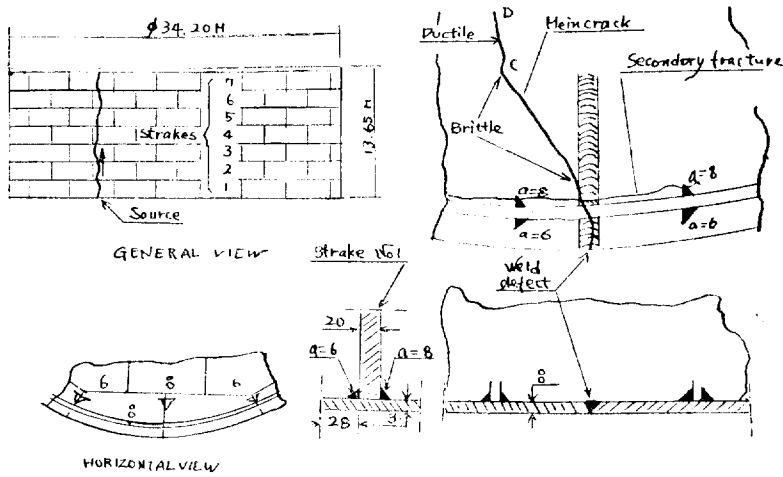 φ34.20M
7
6
5
4
3
2
1
Strakes
13.65 M
Source
GENERAL VIEW
D
Ductile
Meincrack
C
Secondory fracture
Brittle
a=8
a=8
a=6
a=6
Weld
defect
Strake No1
20
a=6
a=8
28
8
6
8
6
8
HORIZONTAL VIEW